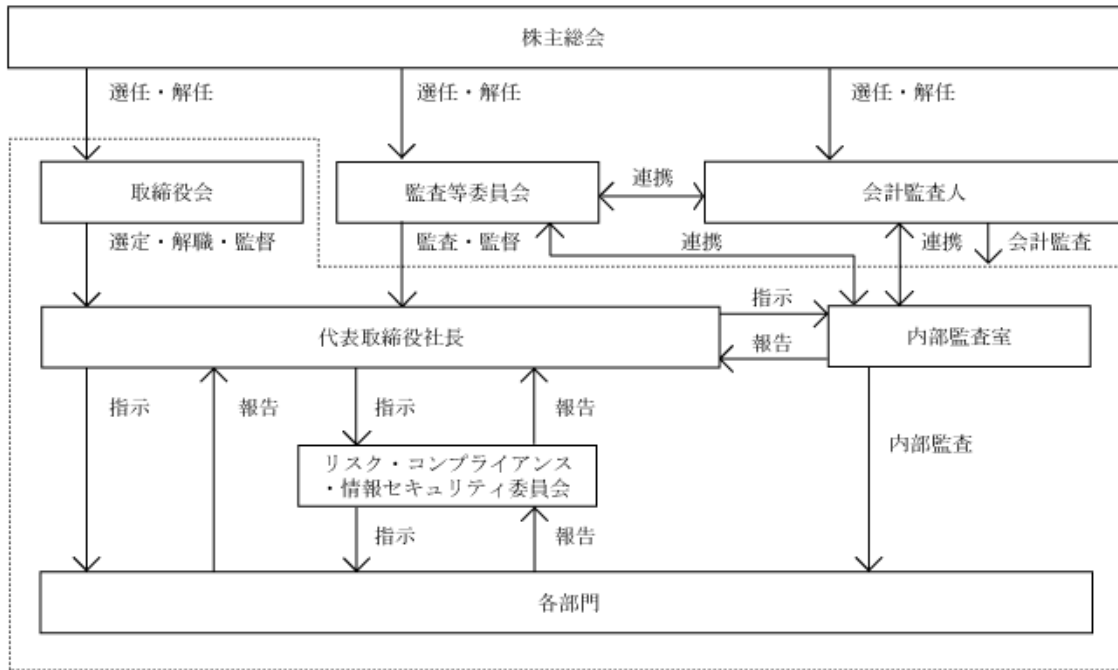 株主総会
選任・解任
選任・解任
選任・解任
取締役会
監査等委員会
連携
会計監査人
選定・解職・監督
監査・監督
連携
連携
会計監査
代表取締役社長
指示
報告
内部監査室
指示
報告
指示
報告
内部監査
リスク・コンプライアンス
・情報セキュリティ委員会
指示
報告
各部門